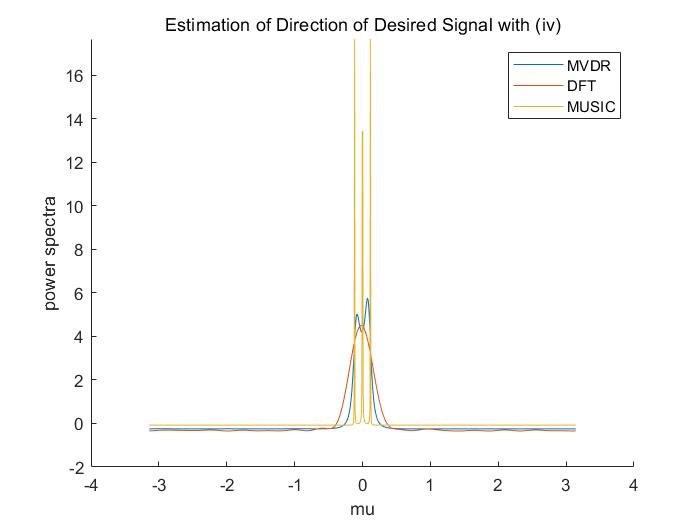 Estimation of Direction of Desired Signal with (iv)
MVDR
DFT
MUSIC
power spectra
16
14
12
10
8
6
4
2
0
-2
-4 -3 -2 -1 0 1 2 3 4
mu